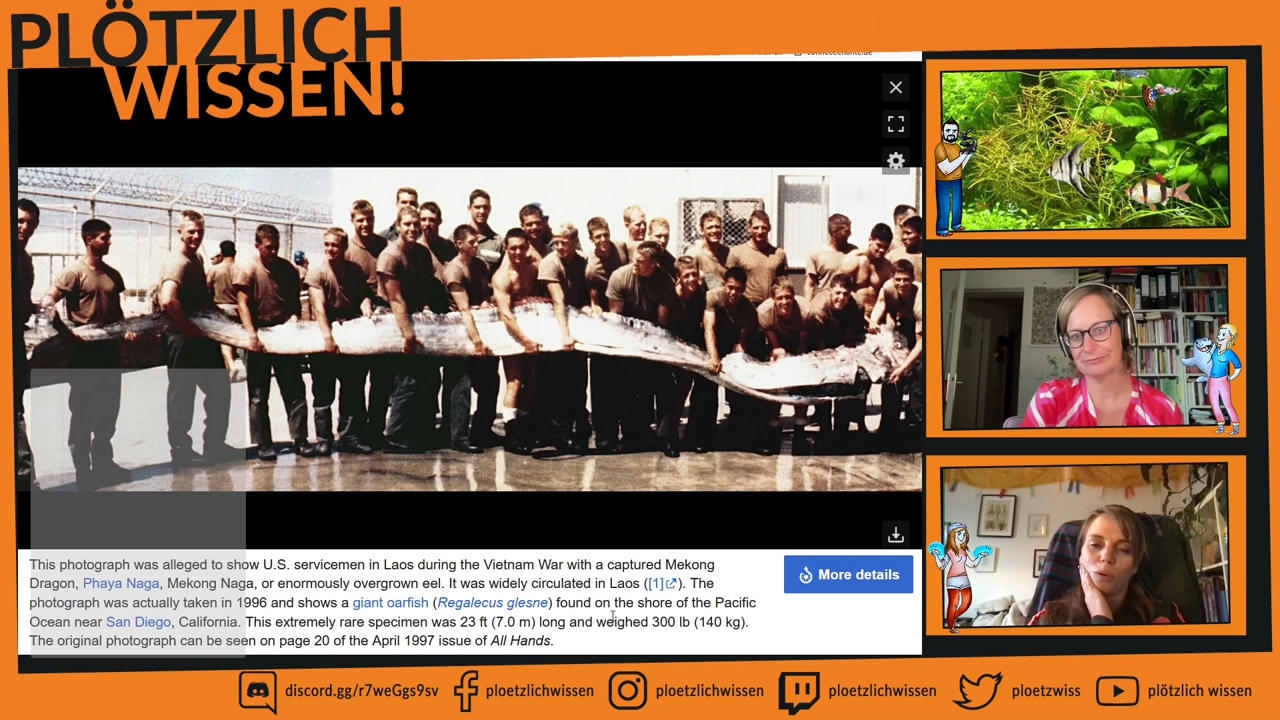 PLÖTZLICH
WISSEN!
This photograph was alleged to show U.S. servicemen in Laos during the Vietnam War with a captured Mekong
Dragon, Phaya Naga, Mekong Naga, or enormously overgrown eel. It was widely circulated in Laos ([1]). The
photograph was actually taken in 1996 and shows a giant oarfish (Regalecus glesne) found on the shore of the Pacific
Ocean near San Diego, California. This extremely rare specimen was 23 ft (7.0 m) long and weighed 300 lb (140 kg).
The original photograph can be seen on page 20 of the April 1997 issue of All Hands.
More details
discord.gg/r7weGgs9sv
ploetzlichwissen
ploetzlichwissen
ploetzlichwissen
ploetzwiss
plötzlich wissen